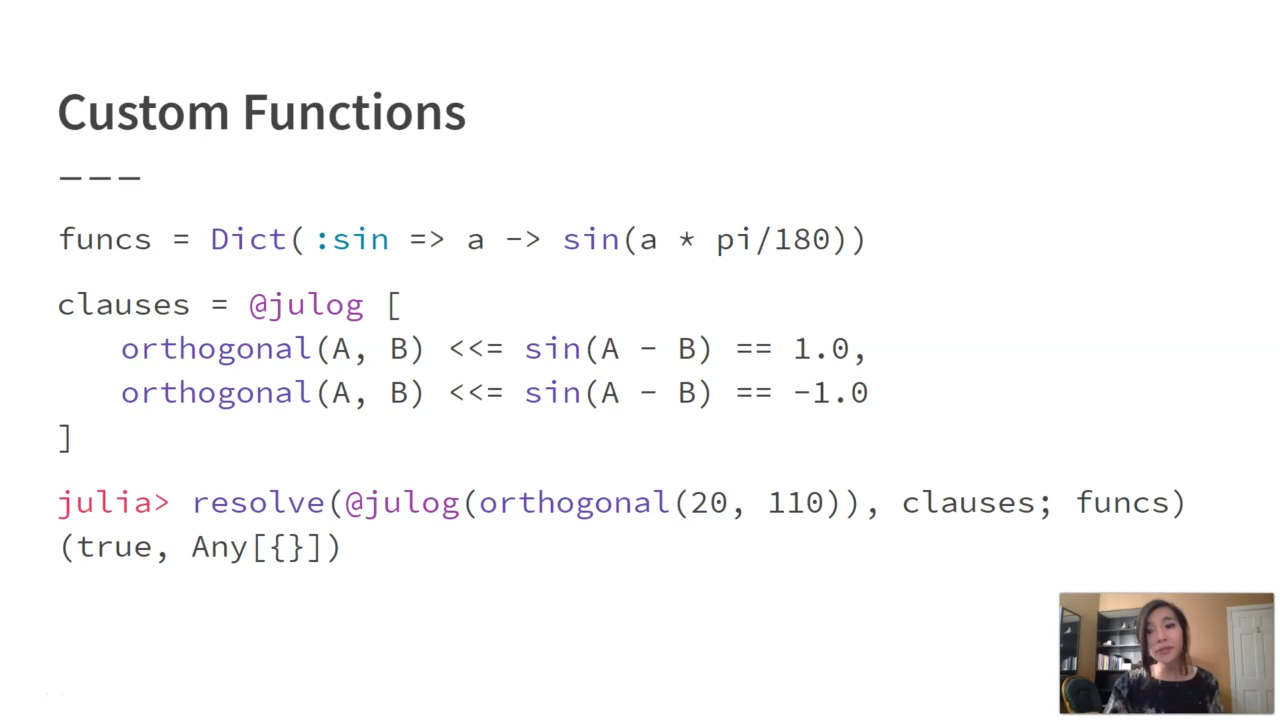 Custom Functions
---
funcs = Dict(:sin => a -> sin(a * pi/180))
clauses = @julog [
orthogonal(A, B) <<= sin(A - B) == 1.0,
orthogonal(A, B) <<= sin(A - B) == -1.0
]
julia> resolve(@julog(orthogonal(20, 110)), clauses; funcs)
(true, Any[{}])